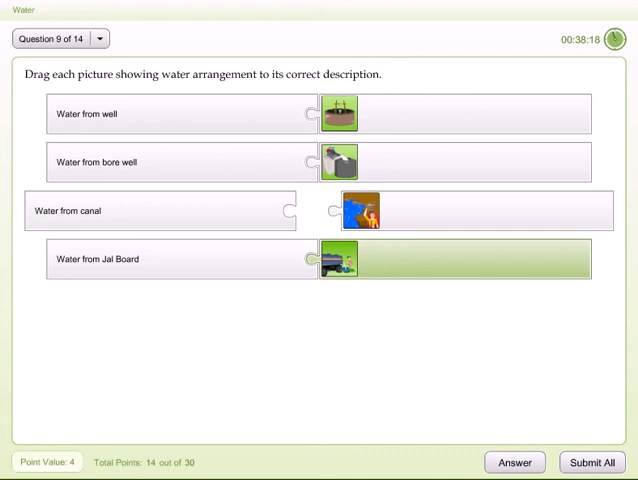 Water
Question 9 of 14
00:38:18
Drag each picture showing water arrangement to its correct description.
Water from well
Water from bore well
Water from canal
Water from Jal Board
Point Value: 4
Total Points: 14 out of 30
Answer
Submit All